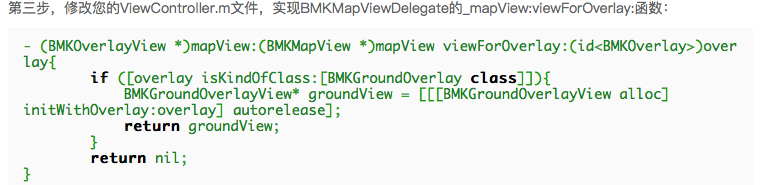 第三步，修改您的ViewController.m文件，实现BMKMapViewDelegate的_mapView:viewForOverlay:函数：
- (BMKOverlayView *)mapView:(BMKMapView *)mapView viewForOverlay:(id<BMKOverlay>)over
lay{
if ([overlay isKindOfClass:[BMKGroundOverlay class]]){
BMKGroundOverlayView* groundView = [[[BMKGroundOverlayView alloc]
initWithOverlay:overlay] autorelease];
return groundView;
}
return nil;
}